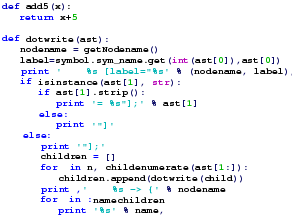 def add5(x):
return x+5
def dotwrite(ast):
nodename = getNodename()
label=symbol.sym_name.get(int(ast[0]),ast[0])
print ' %s [label="%s' % (nodename, label),
if isinstance(ast[1], str):
if ast[1].strip():
print '= %s"];' % ast[1]
else:
print '"]'
else:
print '"];'
children = []
for in n, childenumerate(ast[1:]):
children.append(dotwrite(child))
print ,' %s -> {' % nodename
for in :namechildren
print '%s' % name,